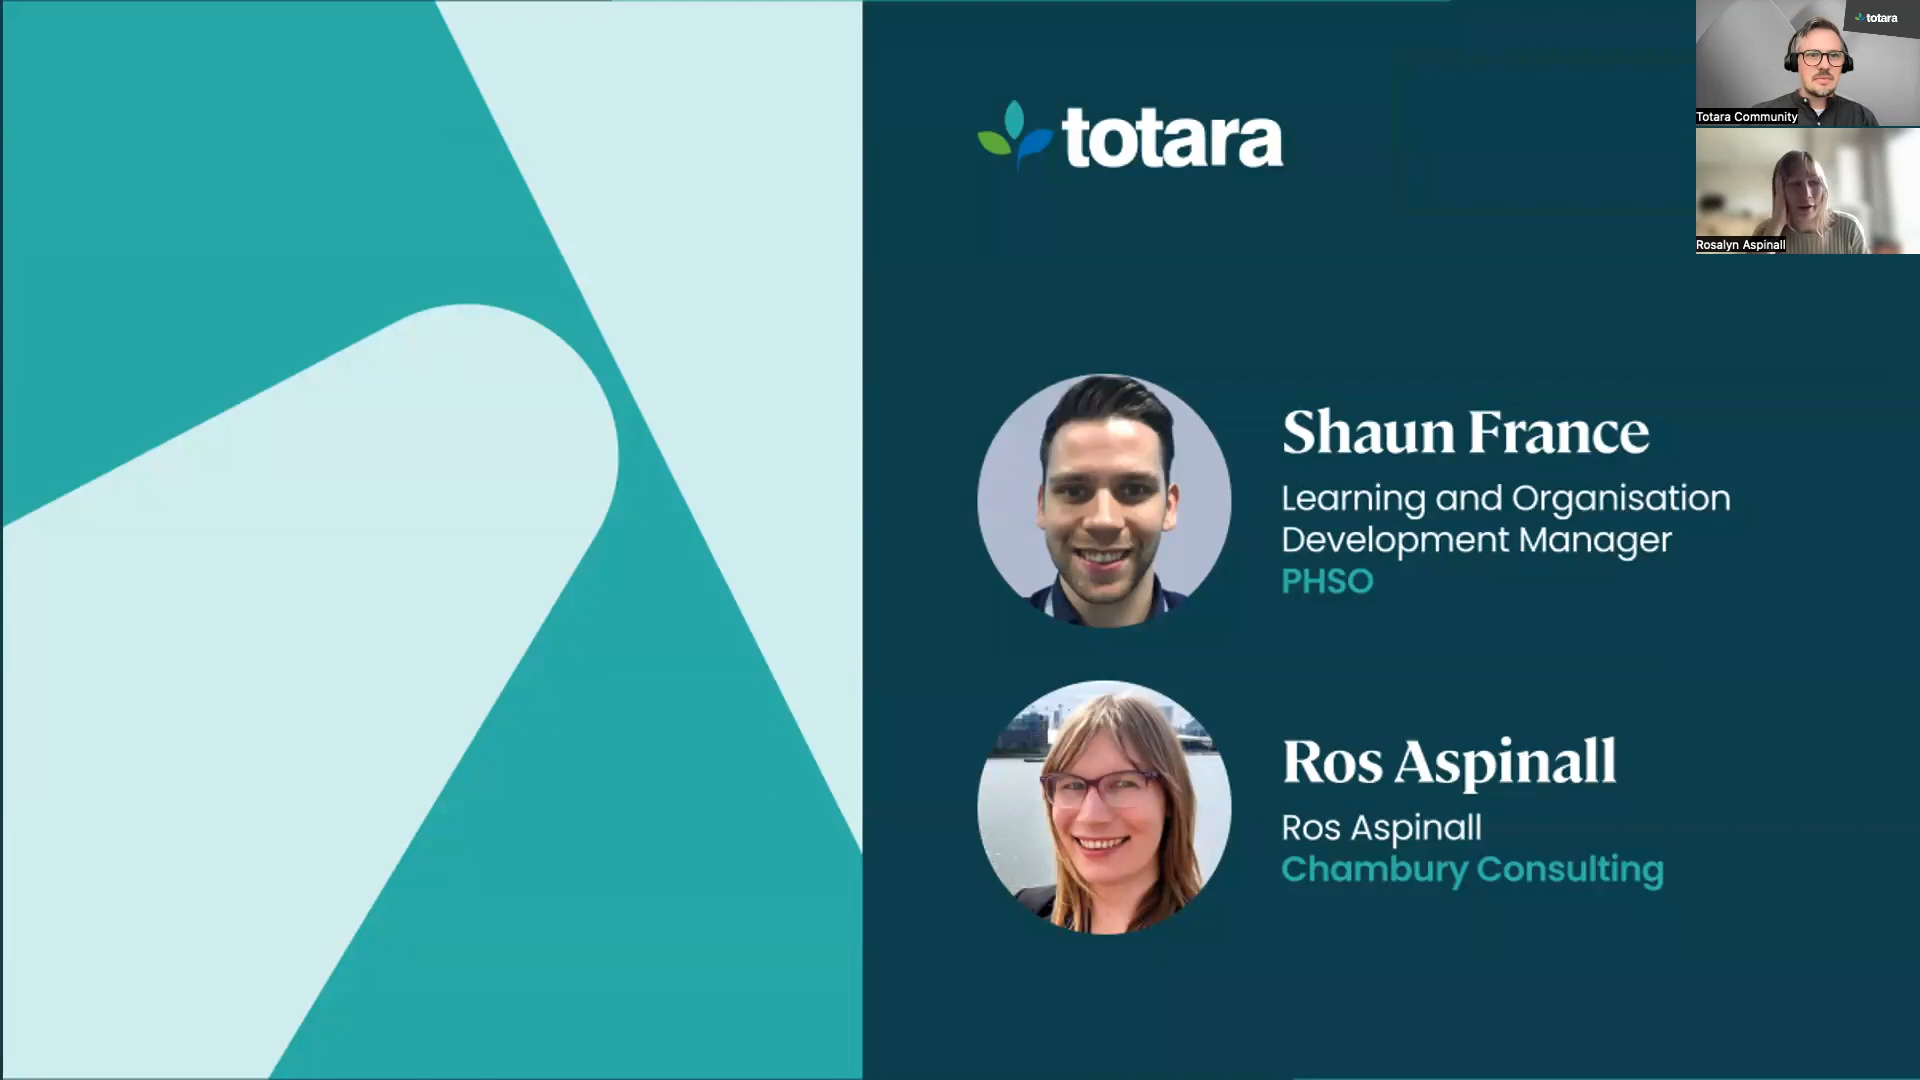 totara
totara
Totara Community
Rosalyn Aspinall
Shaun France
Learning and Organisation
Development Manager
PHSO
Ros Aspinall
Ros Aspinall
Chambury Consulting